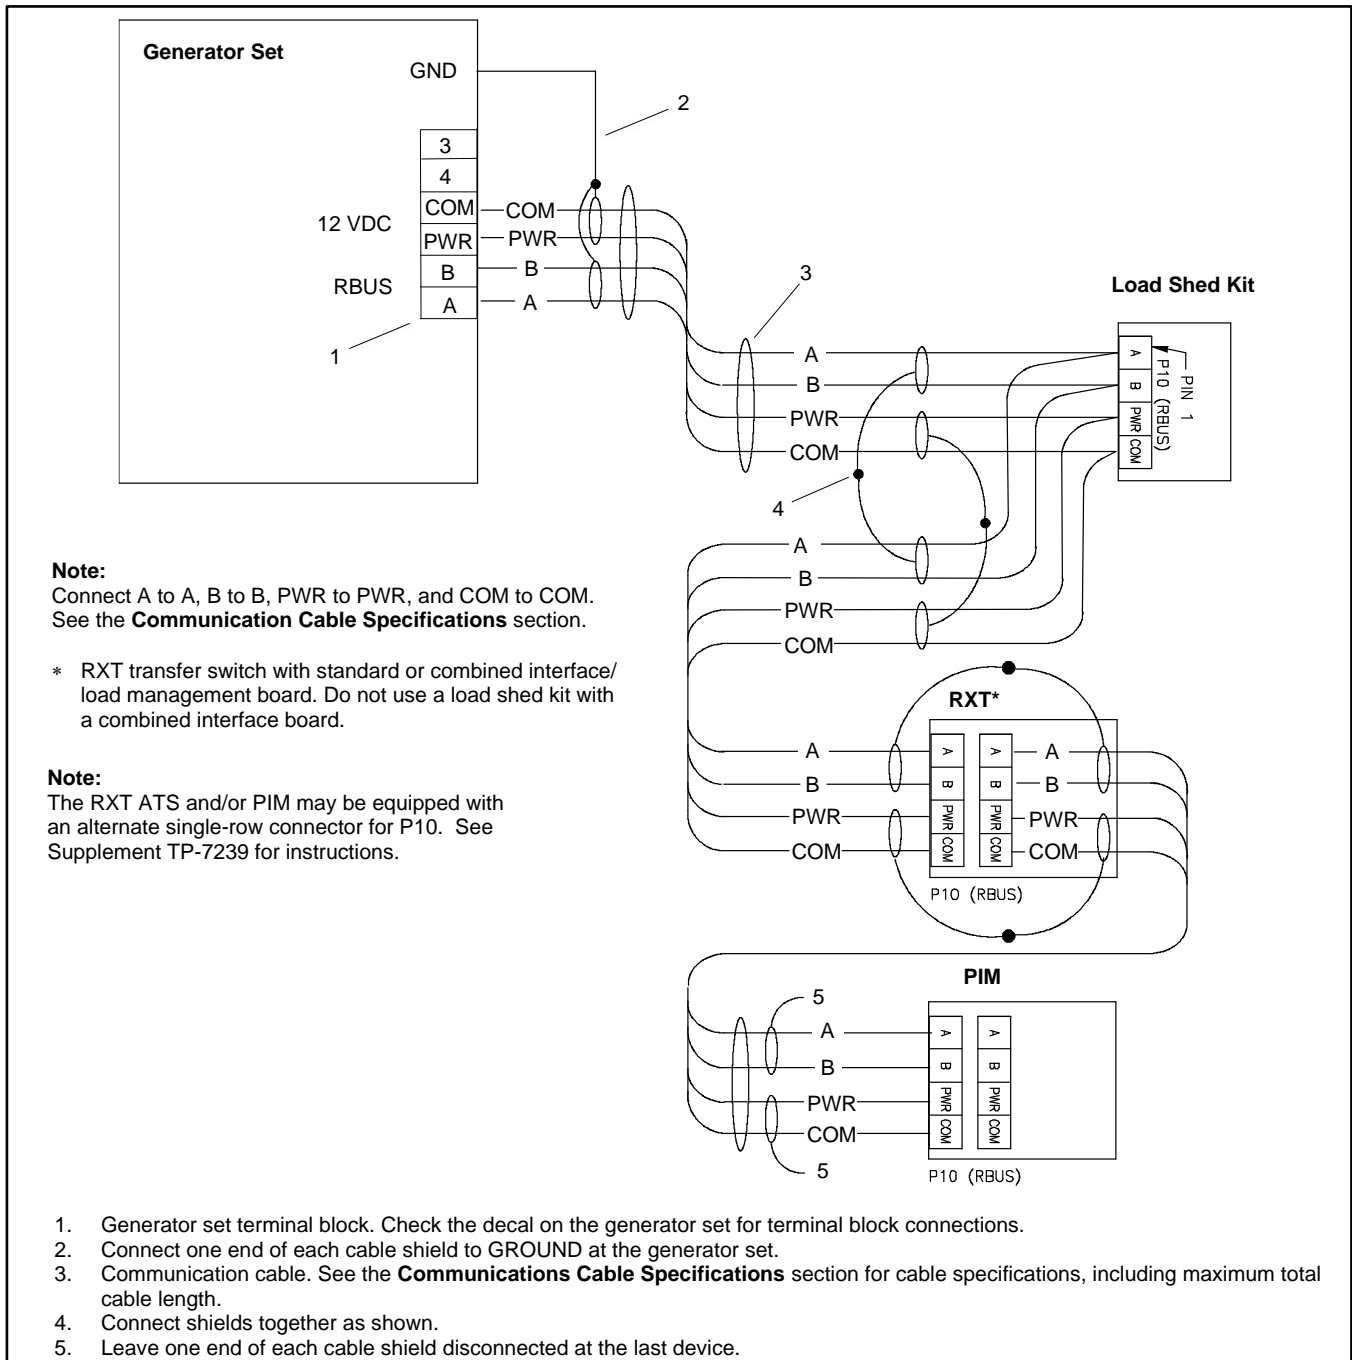 Generator Set
GND
2
3
4
COM
COM
12 VDC
PWR
PWR
B
B
RBUS
A
A
1
3
Load Shed Kit
A
B
PWR
COM
A
B
PWR
COM
PIN 1
P10 (RBUS)
4
A
B
PWR
COM
Note:
Connect A to A, B to B, PWR to PWR, and COM to COM.
See the Communication Cable Specifications section.
* RXT transfer switch with standard or combined interface/
load management board. Do not use a load shed kit with
a combined interface board.
Note:
The RXT ATS and/or PIM may be equipped with
an alternate single-row connector for P10. See
Supplement TP-7239 for instructions.
RXT*
A
B
PWR
COM
A
B
PWR
COM
A
B
PWR
COM
A
B
PWR
COM
P10 (RBUS)
PIM
5
A
B
PWR
COM
5
A
B
PWR
COM
A
B
PWR
COM
P10 (RBUS)
1. Generator set terminal block. Check the decal on the generator set for terminal block connections.
2. Connect one end of each cable shield to GROUND at the generator set.
3. Communication cable. See the Communications Cable Specifications section for cable specifications, including maximum total
cable length.
4. Connect shields together as shown.
5. Leave one end of each cable shield disconnected at the last device.